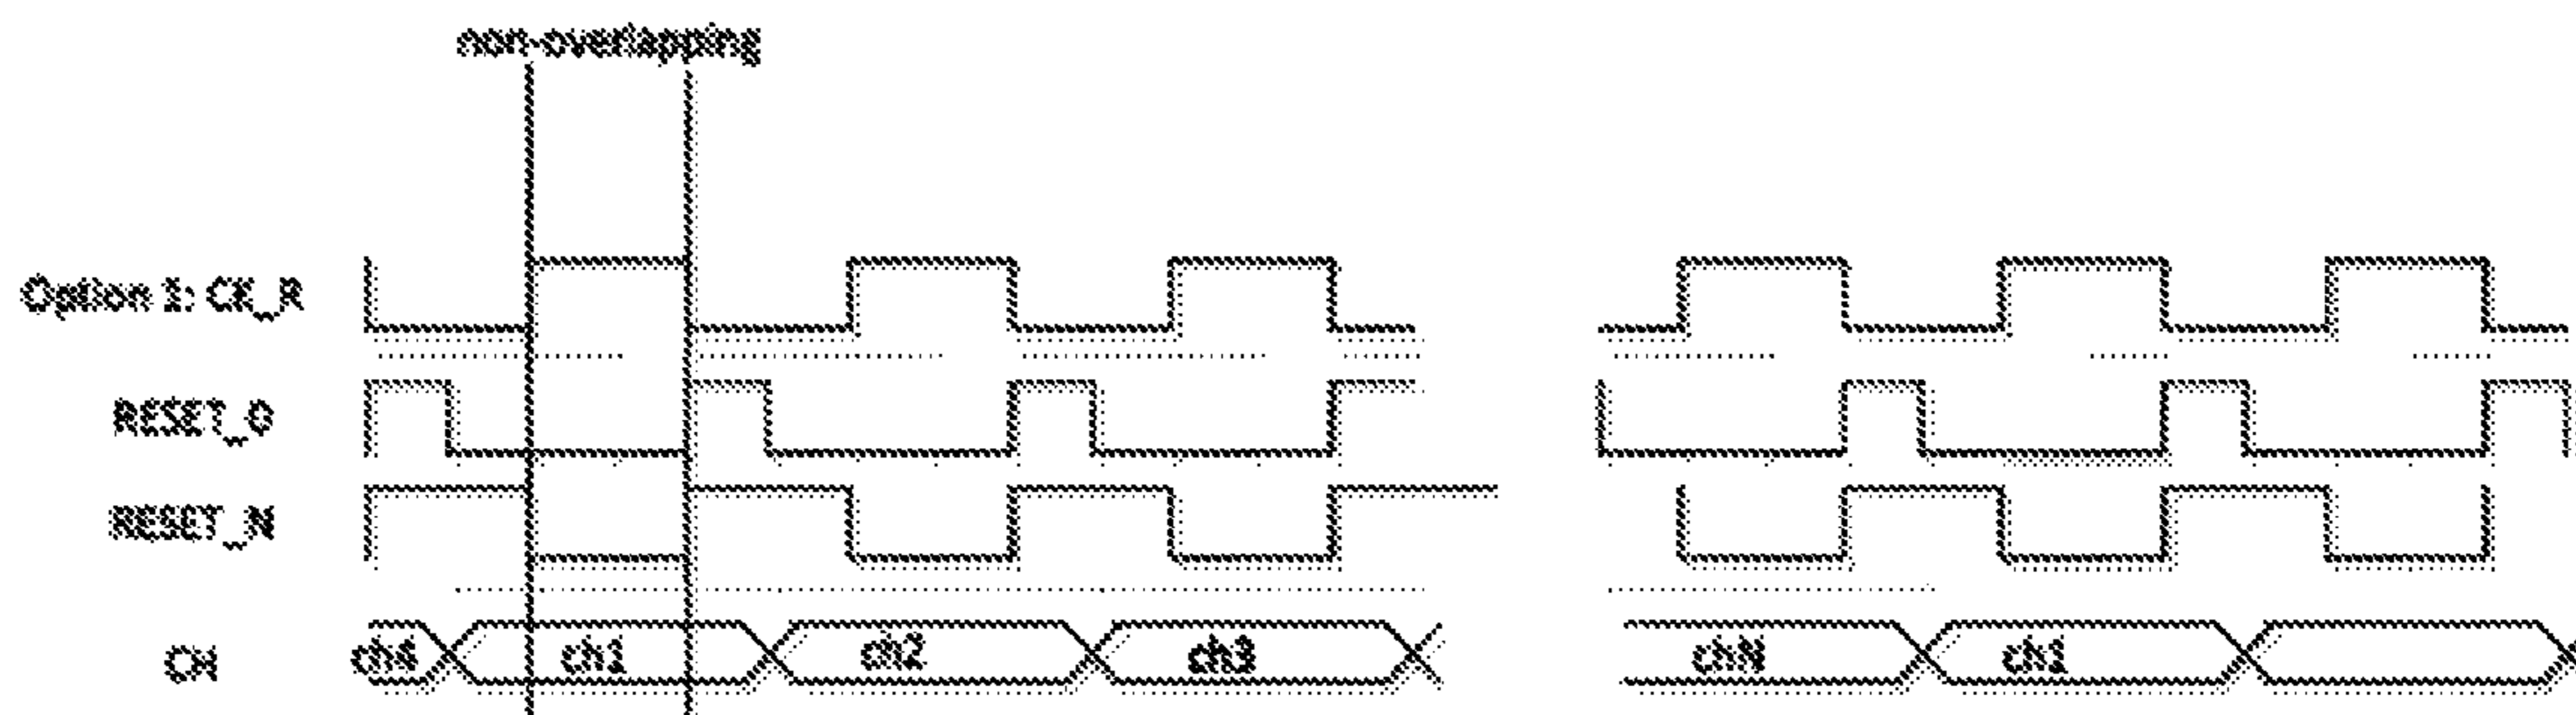 non-overlapping
Option 1: CK_R
RESET_O
RESET_N
CH ch4 ch1 ch2 ch3 chN ch1